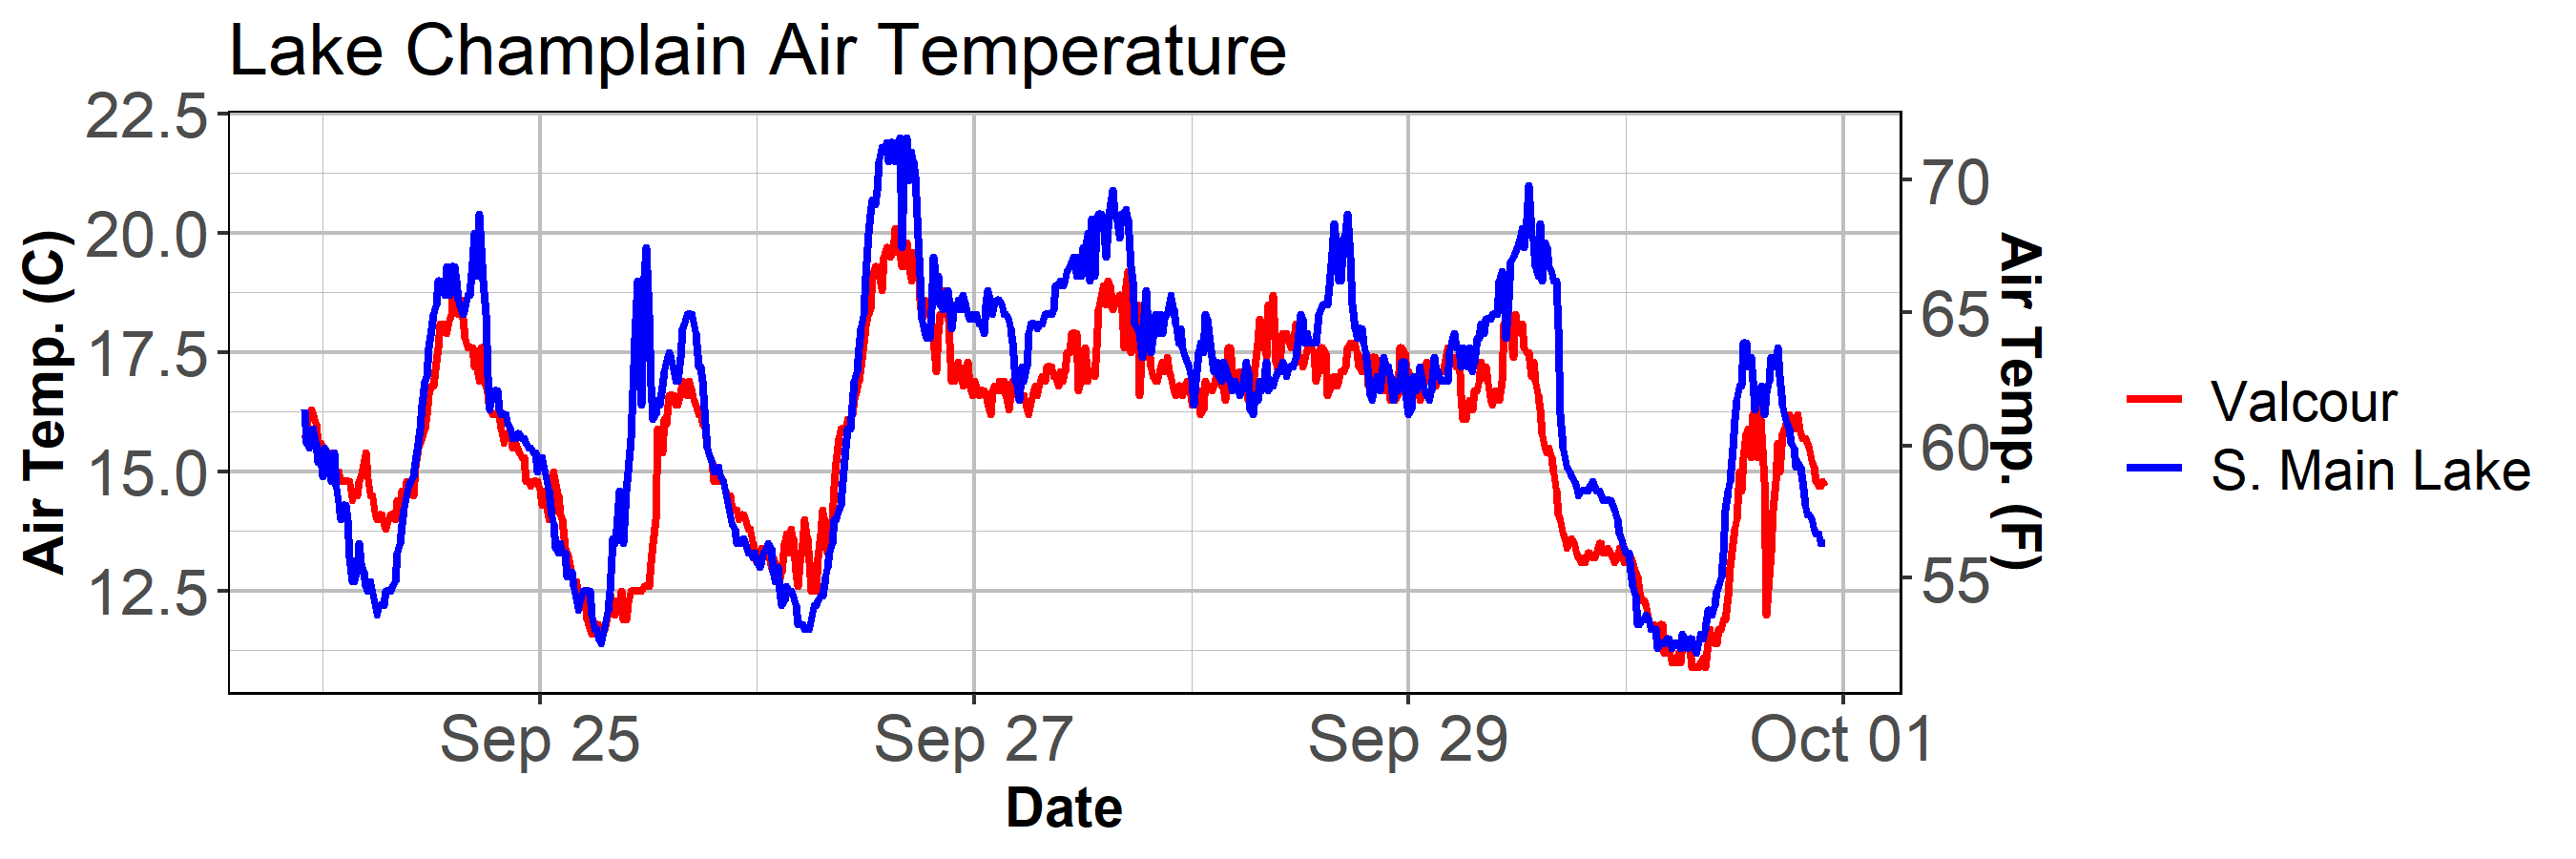 Lake Champlain Air Temperature
22.5
20.0
17.5
15.0
12.5
Air Temp. (C)
70
65
60
55
Air Temp. (F)
Sep 25
Sep 27
Sep 29
Oct 01
Date
Valcour
S. Main Lake